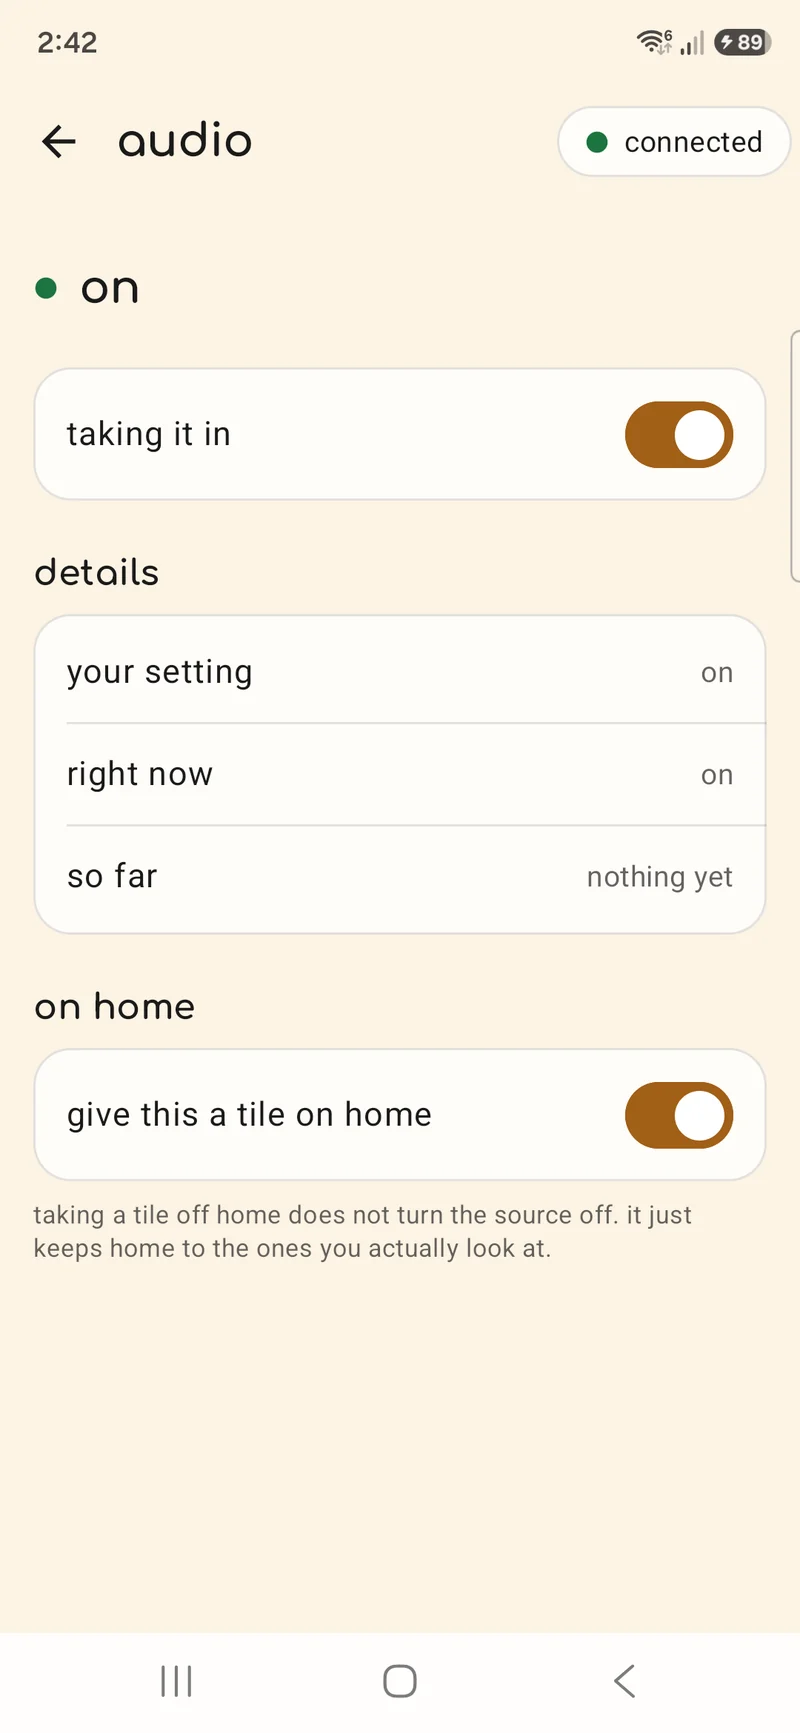 2:42
6
89
audio
connected
on
taking it in
details
your setting
on
right now
on
so far
nothing yet
on home
give this a tile on home
taking a tile off home does not turn the source off. it just
keeps home to the ones you actually look at.